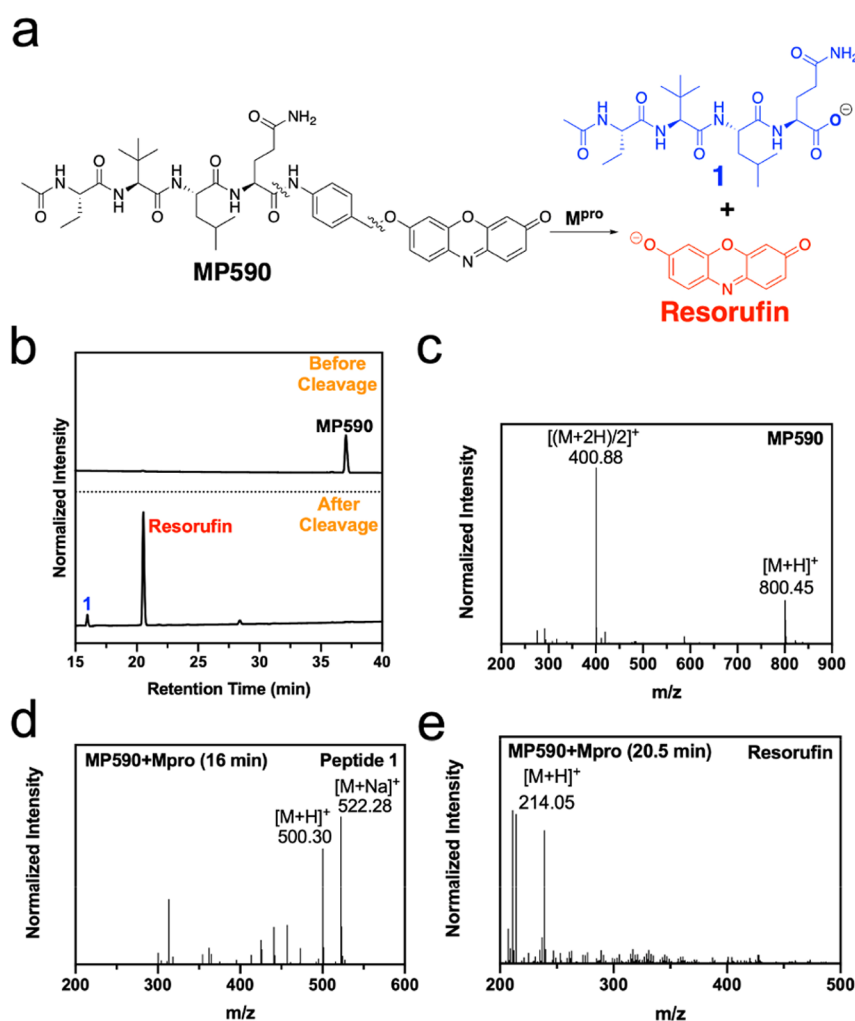 a
MP590
Mpro
1
+
Resorufin
b
Before
Cleavage
MP590
After
Cleavage
Resorufin
1
Normalized Intensity
15 20 25 30 35 40
Retention Time (min)
c
MP590
[(M+2H)/2]+
400.88
[M+H]+
800.45
Normalized Intensity
200 300 400 500 600 700 800 900
m/z
d
MP590+Mpro (16 min) Peptide 1
[M+Na]+
522.28
[M+H]+
500.30
Normalized Intensity
200 300 400 500 600
m/z
e
MP590+Mpro (20.5 min) Resorufin
[M+H]+
214.05
Normalized Intensity
200 300 400 500
m/z